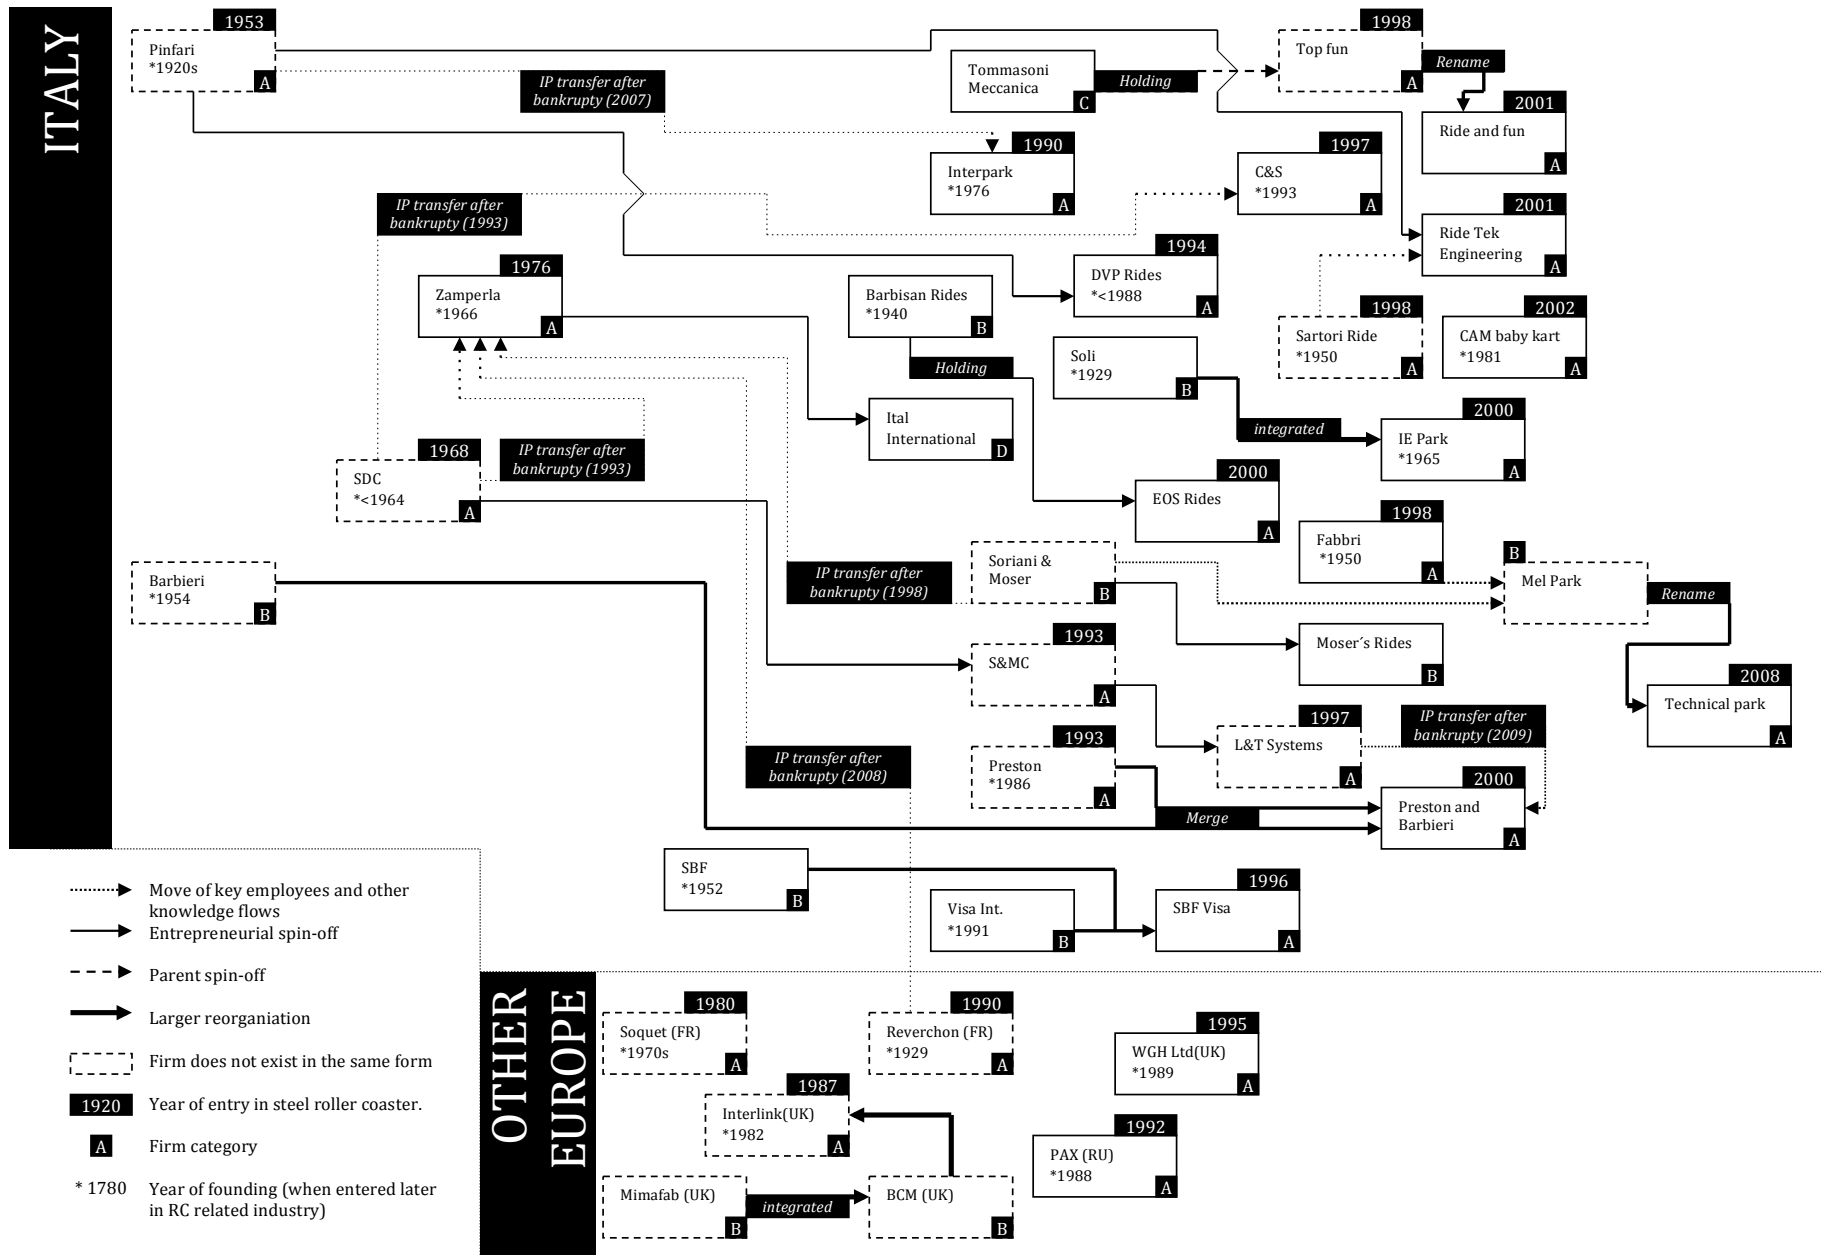 ITALY
1953
Pinfari
*1920s
A
IP transfer after
bankrupty (2007)
Tommasoni
Meccanica
C
Holding
1998
Top fun
A
Rename
2001
Ride and fun
A
1990
Interpark
*1976
A
1997
C&S
*1993
A
IP transfer after
bankrupty (1993)
2001
Ride Tek
Engineering
A
1976
Zamperla
*1966
A
Barbisan Rides
*1940
B
1994
DVP Rides
*<1988
A
1998
Sartori Ride
*1950
A
2002
CAM baby kart
*1981
A
Holding
Soli
*1929
B
Ital
International
D
integrated
2000
IE Park
*1965
A
1968
SDC
*<1964
A
IP transfer after
bankrupty (1993)
2000
EOS Rides
A
1998
Fabbri
*1950
A
Barbieri
*1954
B
IP transfer after
bankrupty (1998)
Soriani &
Moser
B
B
Mel Park
Rename
1993
S&MC
A
Moser´s Rides
B
2008
Technical park
A
1997
L&T Systems
A
IP transfer after
bankrupty (2009)
IP transfer after
bankrupty (2008)
1993
Preston
*1986
A
Merge
2000
Preston and
Barbieri
A
SBF
*1952
B
Visa Int.
*1991
B
1996
SBF Visa
A
Move of key employees and other
knowledge flows
Entrepreneurial spin-off
Parent spin-off
Larger reorganiation
Firm does not exist in the same form
1920
Year of entry in steel roller coaster.
A
Firm category
* 1780
Year of founding (when entered later
in RC related industry)
OTHER
EUROPE
1980
Soquet (FR)
*1970s
A
1990
Reverchon (FR)
*1929
A
1995
WGH Ltd(UK)
*1989
A
1987
Interlink(UK)
*1982
A
1992
PAX (RU)
*1988
A
Mimafab (UK)
B
integrated
BCM (UK)
B